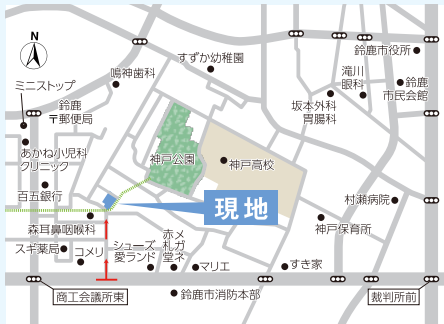 N
すずか幼稚園
鈴鹿市役所
鳴神歯科
滝川
眼科
ミニストップ
鈴鹿
市民会館
坂本外科
胃腸科
鈴鹿
〒郵便局
あかね小児科
クリニック
神戸公園
神戸高校
百五銀行
現地
村瀬病院
森耳鼻咽喉科
神戸保育所
スギ薬局
コメリ
シューズ
愛ランド
赤札堂
メガネ
マリエ
すき家
商工会議所東
鈴鹿市消防本部
裁判所前